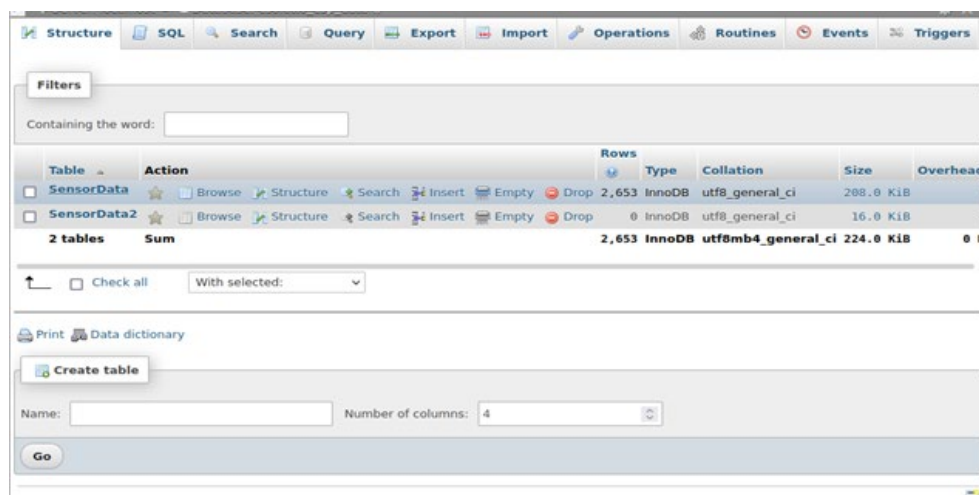 Structure SQL Search Query Export Import Operations Routines Events Triggers
Filters
Containing the word:
Rows
Table Action Type Collation Size Overhead
SensorData Browse Structure Search Insert Empty Drop 2,653 InnoDB utf8_general_ci 208.0 KiB
SensorData2 Browse Structure Search Insert Empty Drop 0 InnoDB utf8_general_ci 16.0 KiB
2 tables Sum 2,653 InnoDB utf8mb4_general_ci 224.0 KiB 0
Check all With selected:
Print Data dictionary
Create table
Name: Number of columns: 4
Go